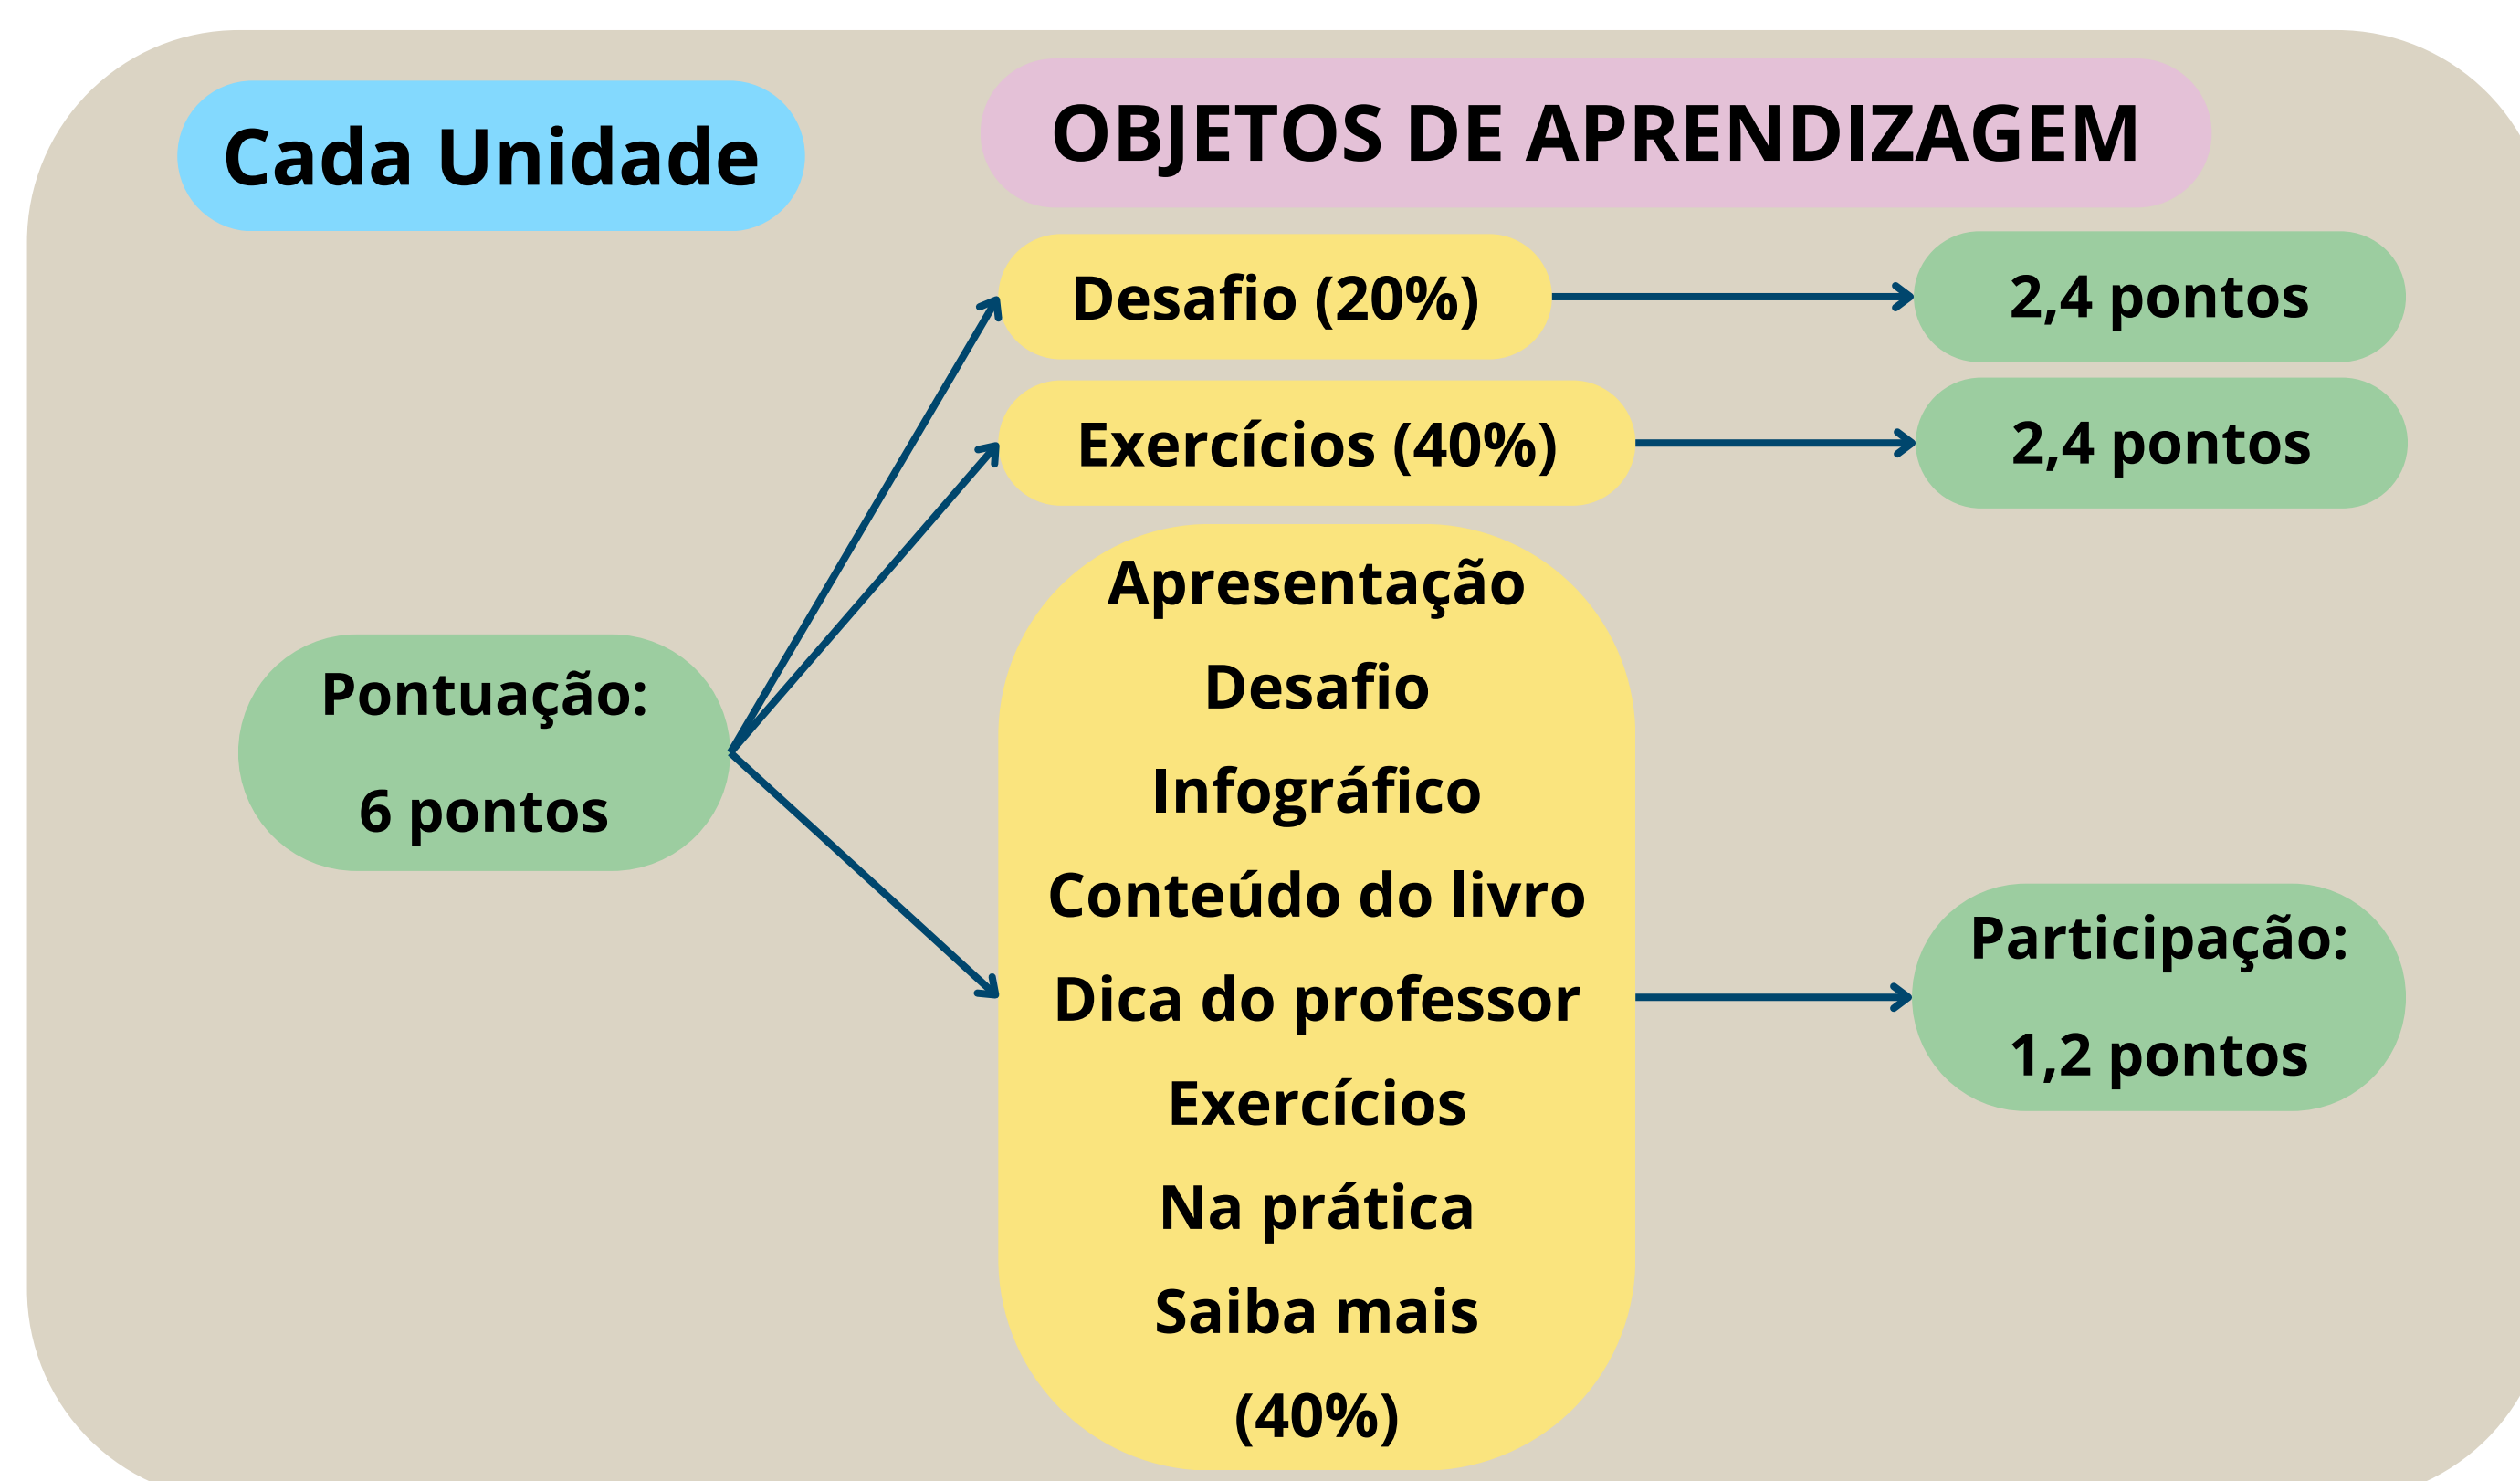 Cada Unidade
OBJETOS DE APRENDIZAGEM
Desafio (20%)
2,4 pontos
Exercícios (40%)
2,4 pontos
Pontuação:
6 pontos
Apresentação
Desafio
Infográfico
Conteúdo do livro
Dica do professor
Exercícios
Na prática
Saiba mais
(40%)
Participação:
1,2 pontos